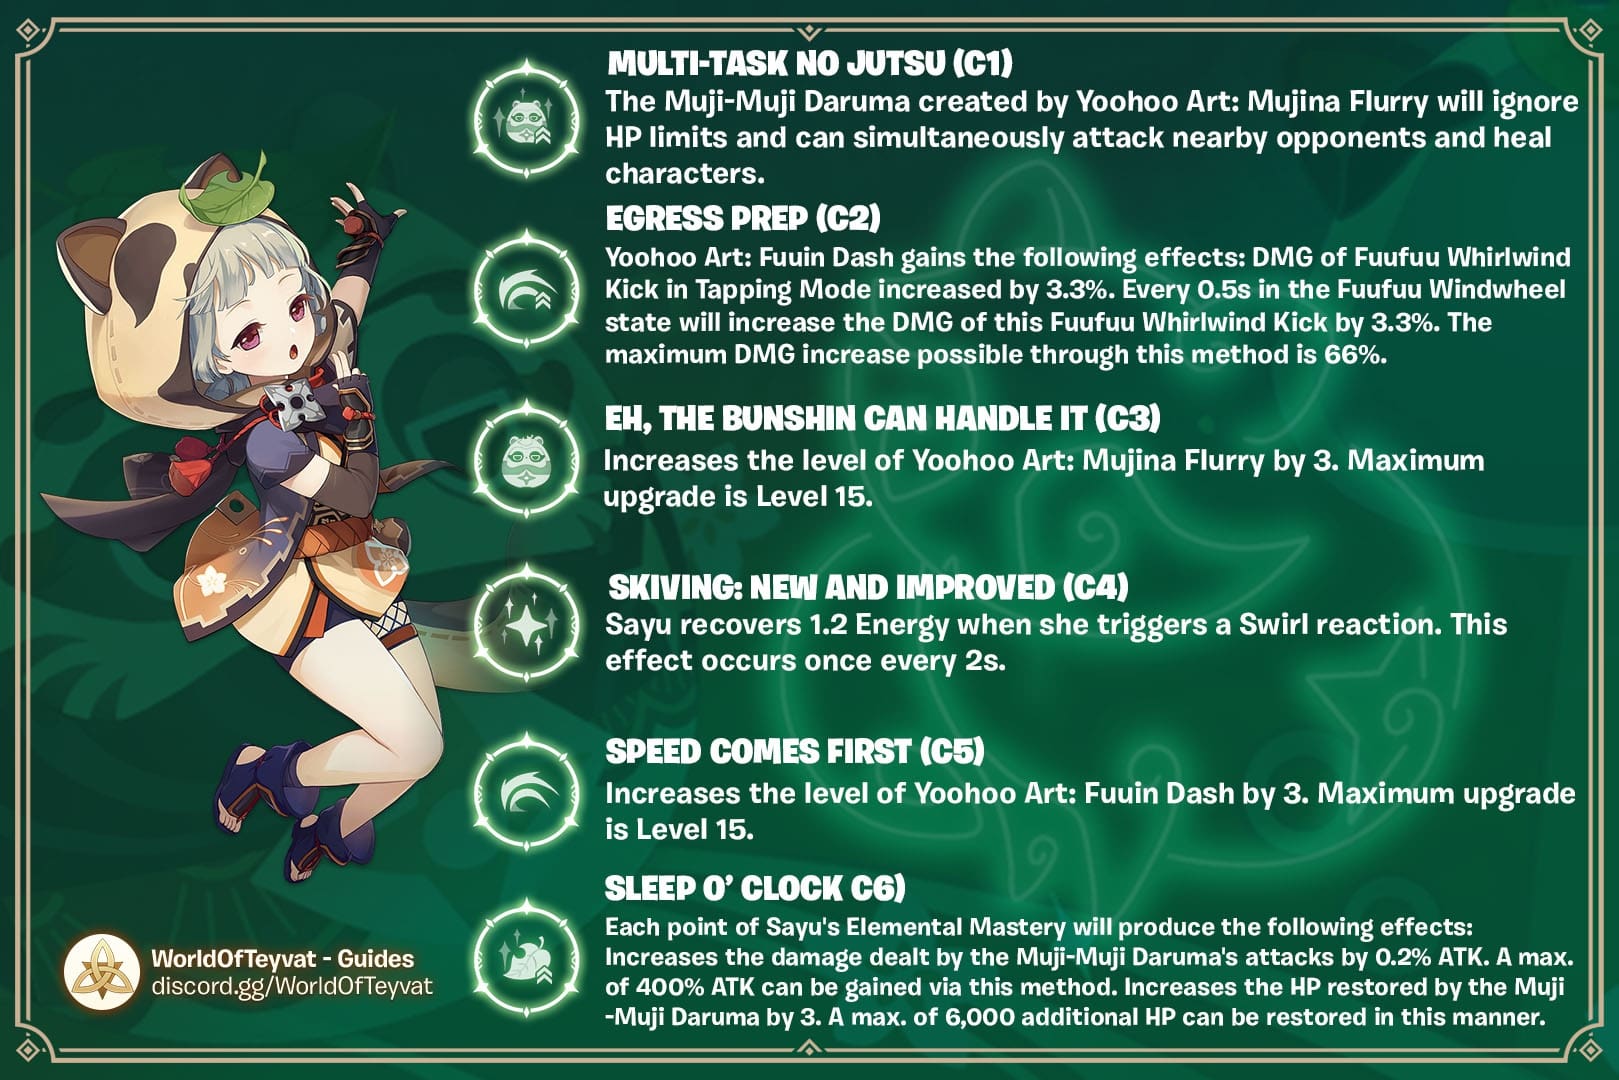 MULTI-TASK NO JUTSU (C1)
The Muji-Muji Daruma created by Yoohoo Art: Mujina Flurry will ignore
HP limits and can simultaneously attack nearby opponents and heal
characters.
EGRESS PREP (C2)
Yoohoo Art: Fuuin Dash gains the following effects: DMG of Fuufuu Whirlwind
Kick in Tapping Mode increased by 3.3%. Every 0.5s in the Fuufuu Windwheel
state will increase the DMG of this Fuufuu Whirlwind Kick by 3.3%. The
maximum DMG increase possible through this method is 66%.
EH, THE BUNSHIN CAN HANDLE IT (C3)
Increases the level of Yoohoo Art: Mujina Flurry by 3. Maximum
upgrade is Level 15.
SKIVING: NEW AND IMPROVED (C4)
Sayu recovers 1.2 Energy when she triggers a Swirl reaction. This
effect occurs once every 2s.
SPEED COMES FIRST (C5)
Increases the level of Yoohoo Art: Fuuin Dash by 3. Maximum upgrade
is Level 15.
SLEEP O' CLOCK C6)
Each point of Sayu's Elemental Mastery will produce the following effects:
Increases the damage dealt by the Muji-Muji Daruma's attacks by 0.2% ATK. A max.
of 400% ATK can be gained via this method. Increases the HP restored by the Muji
-Muji Daruma by 3. A max. of 6,000 additional HP can be restored in this manner.
WorldOfTeyvat - Guides
discord.gg/WorldOfTeyvat